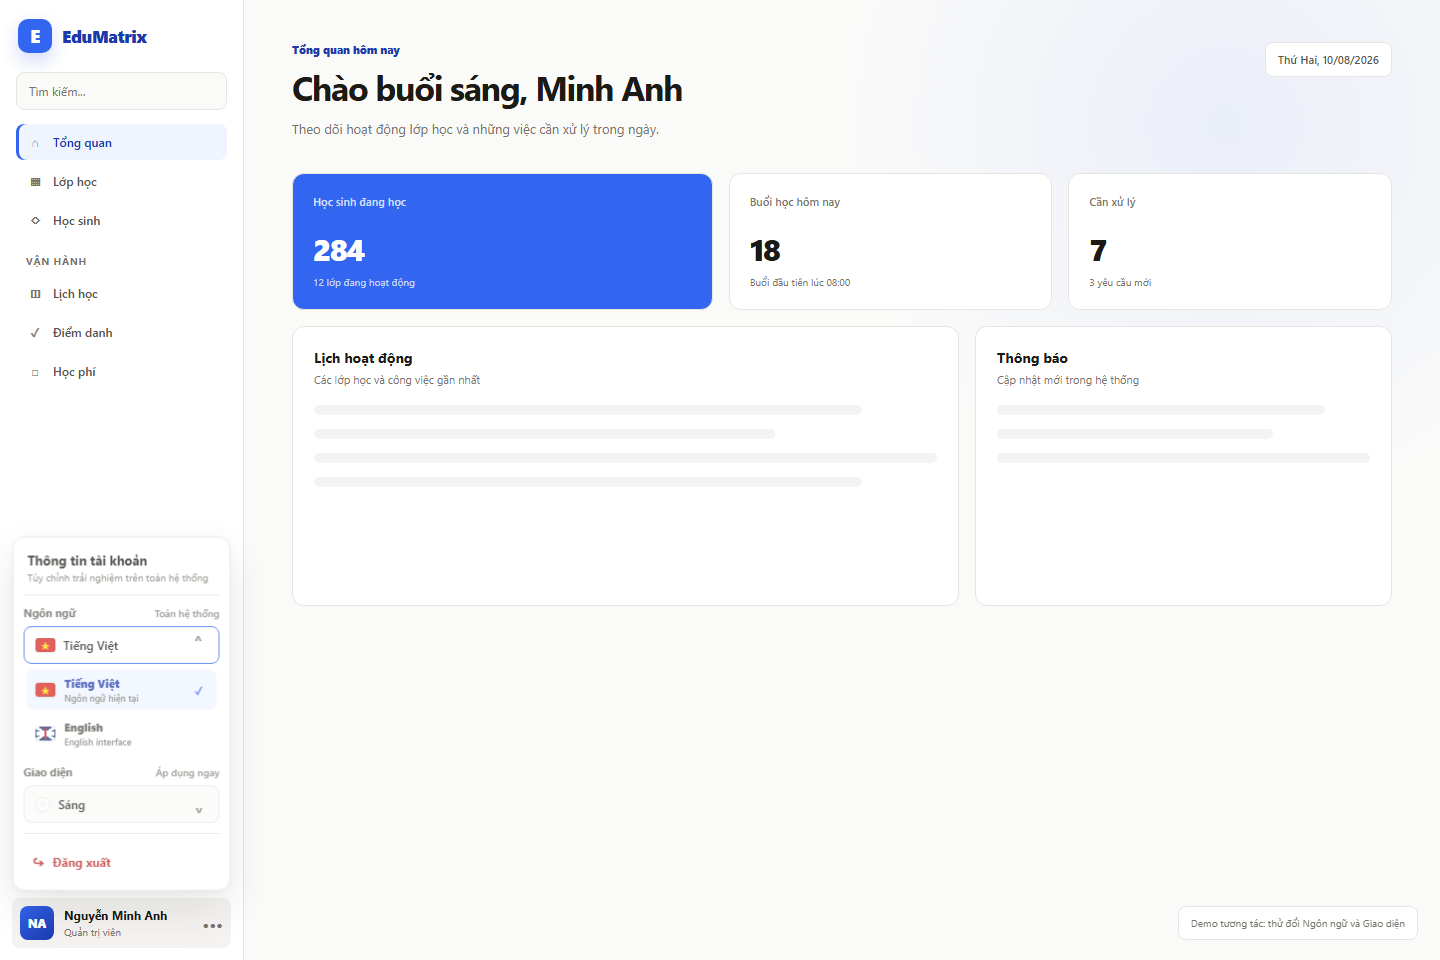 E EduMatrix
Tìm kiếm...
Tổng quan
Lớp học
Học sinh
VẬN HÀNH
Lịch học
Điểm danh
Học phí
Thông tin tài khoản
Tùy chỉnh trải nghiệm trên toàn hệ thống
Ngôn ngữ Toàn hệ thống
Tiếng Việt
Tiếng Việt
Ngôn ngữ hiện tại
English
English interface
Giao diện Áp dụng ngay
Sáng
Đăng xuất
NA Nguyễn Minh Anh
Quản trị viên
Tổng quan hôm nay
Chào buổi sáng, Minh Anh
Theo dõi hoạt động lớp học và những việc cần xử lý trong ngày.
Thứ Hai, 10/08/2026
Học sinh đang học
284
12 lớp đang hoạt động
Buổi học hôm nay
18
Buổi đầu tiên lúc 08:00
Cần xử lý
7
3 yêu cầu mới
Lịch hoạt động
Các lớp học và công việc gần nhất
Thông báo
Cập nhật mới trong hệ thống
Demo tương tác: thử đổi Ngôn ngữ và Giao diện